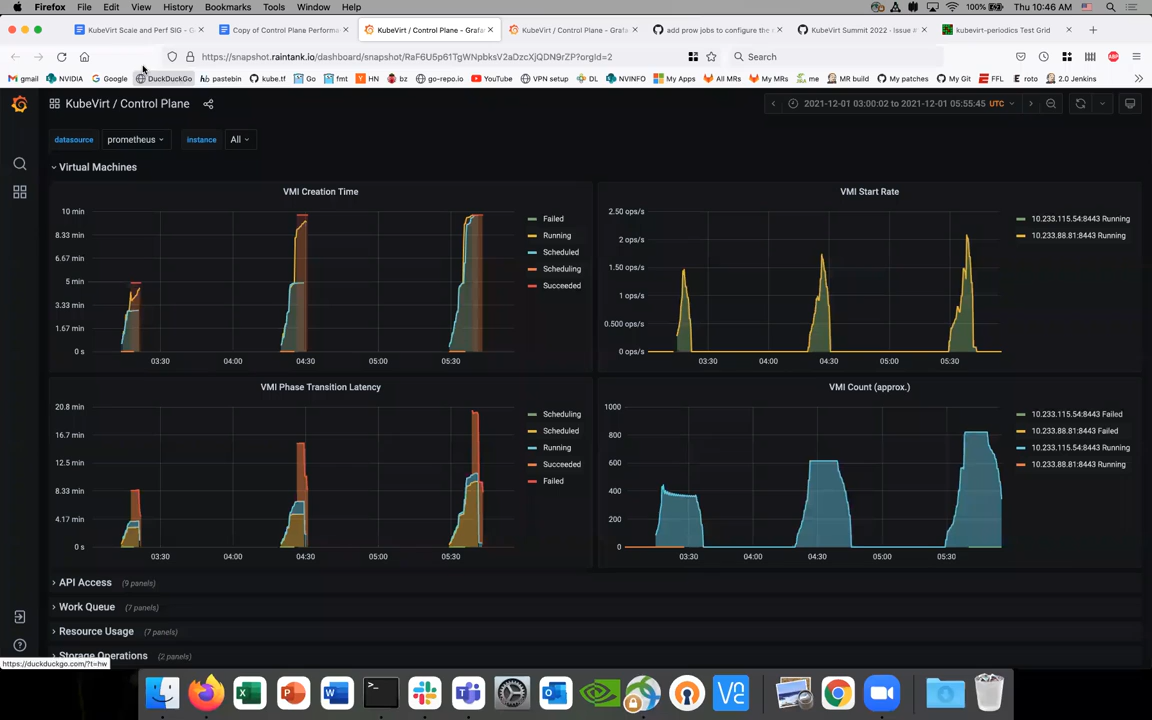 Firefox File Edit View History Bookmarks Tools Window Help 100% Fri Dec 3 10:46 AM
KubeVirt Scale and Perf SIG - G
Copy of Control Plane Performa
KubeVirt / Control Plane - Grafa
KubeVirt / Control Plane - Grafa
add prow jobs to configure the
KubeVirt Summit 2022 · Issue #
kubevirt-periodics Test Grid
https://snapshot.raintank.io/dashboard/snapshot/RaF6U5p61TgWNpbksV2aDzcXjQDN9rZP?orgId=2
Search
gmail NVIDIA Google DuckDuckGo pastebin kube.tf Go fmt HN bz go-repo.io YouTube VPN setup DL NVINFO My Apps All MRs My MRs me MR build My patches My Git FFL roto 2.0 Jenkins
KubeVirt / Control Plane
2021-12-01 03:00:02 to 2021-12-01 05:55:45 UTC
datasource prometheus instance All
Virtual Machines
VMI Creation Time
10 min
8.33 min
6.67 min
5 min
3.33 min
1.67 min
0 s
03:30 04:00 04:30 05:00 05:30
Failed
Running
Scheduled
Scheduling
Succeeded
VMI Start Rate
2.50 ops/s
2 ops/s
1.50 ops/s
1 ops/s
0.500 ops/s
0 ops/s
03:30 04:00 04:30 05:00 05:30
10.233.115.54:8443 Running
10.233.88.81:8443 Running
VMI Phase Transition Latency
20.8 min
16.7 min
12.5 min
8.33 min
4.17 min
0 s
03:30 04:00 04:30 05:00 05:30
Scheduling
Scheduled
Running
Succeeded
Failed
VMI Count (approx.)
1000
800
600
400
200
0
03:30 04:00 04:30 05:00 05:30
10.233.115.54:8443 Failed
10.233.88.81:8443 Failed
10.233.115.54:8443 Running
10.233.88.81:8443 Running
API Access (9 panels)
Work Queue (7 panels)
Resource Usage (7 panels)
Storage Operations (2 panels)
https://duckduckgo.com/?t=hw